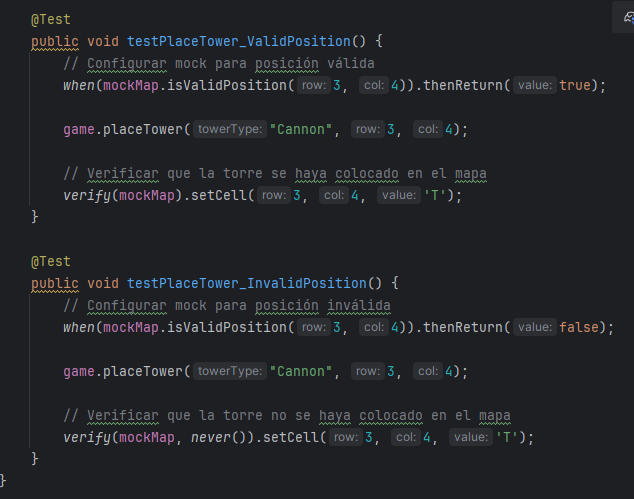 @Test
public void testPlaceTower_ValidPosition() {
// Configurar mock para posición válida
when(mockMap.isValidPosition( row: 3, col: 4)).thenReturn( value: true);
game.placeTower( towerType: "Cannon", row: 3, col: 4);
// Verificar que la torre se haya colocado en el mapa
verify(mockMap).setCell( row: 3, col: 4, value: 'T');
}
@Test
public void testPlaceTower_InvalidPosition() {
// Configurar mock para posición inválida
when(mockMap.isValidPosition( row: 3, col: 4)).thenReturn( value: false);
game.placeTower( towerType: "Cannon", row: 3, col: 4);
// Verificar que la torre no se haya colocado en el mapa
verify(mockMap, never()).setCell( row: 3, col: 4, value: 'T');
}
}